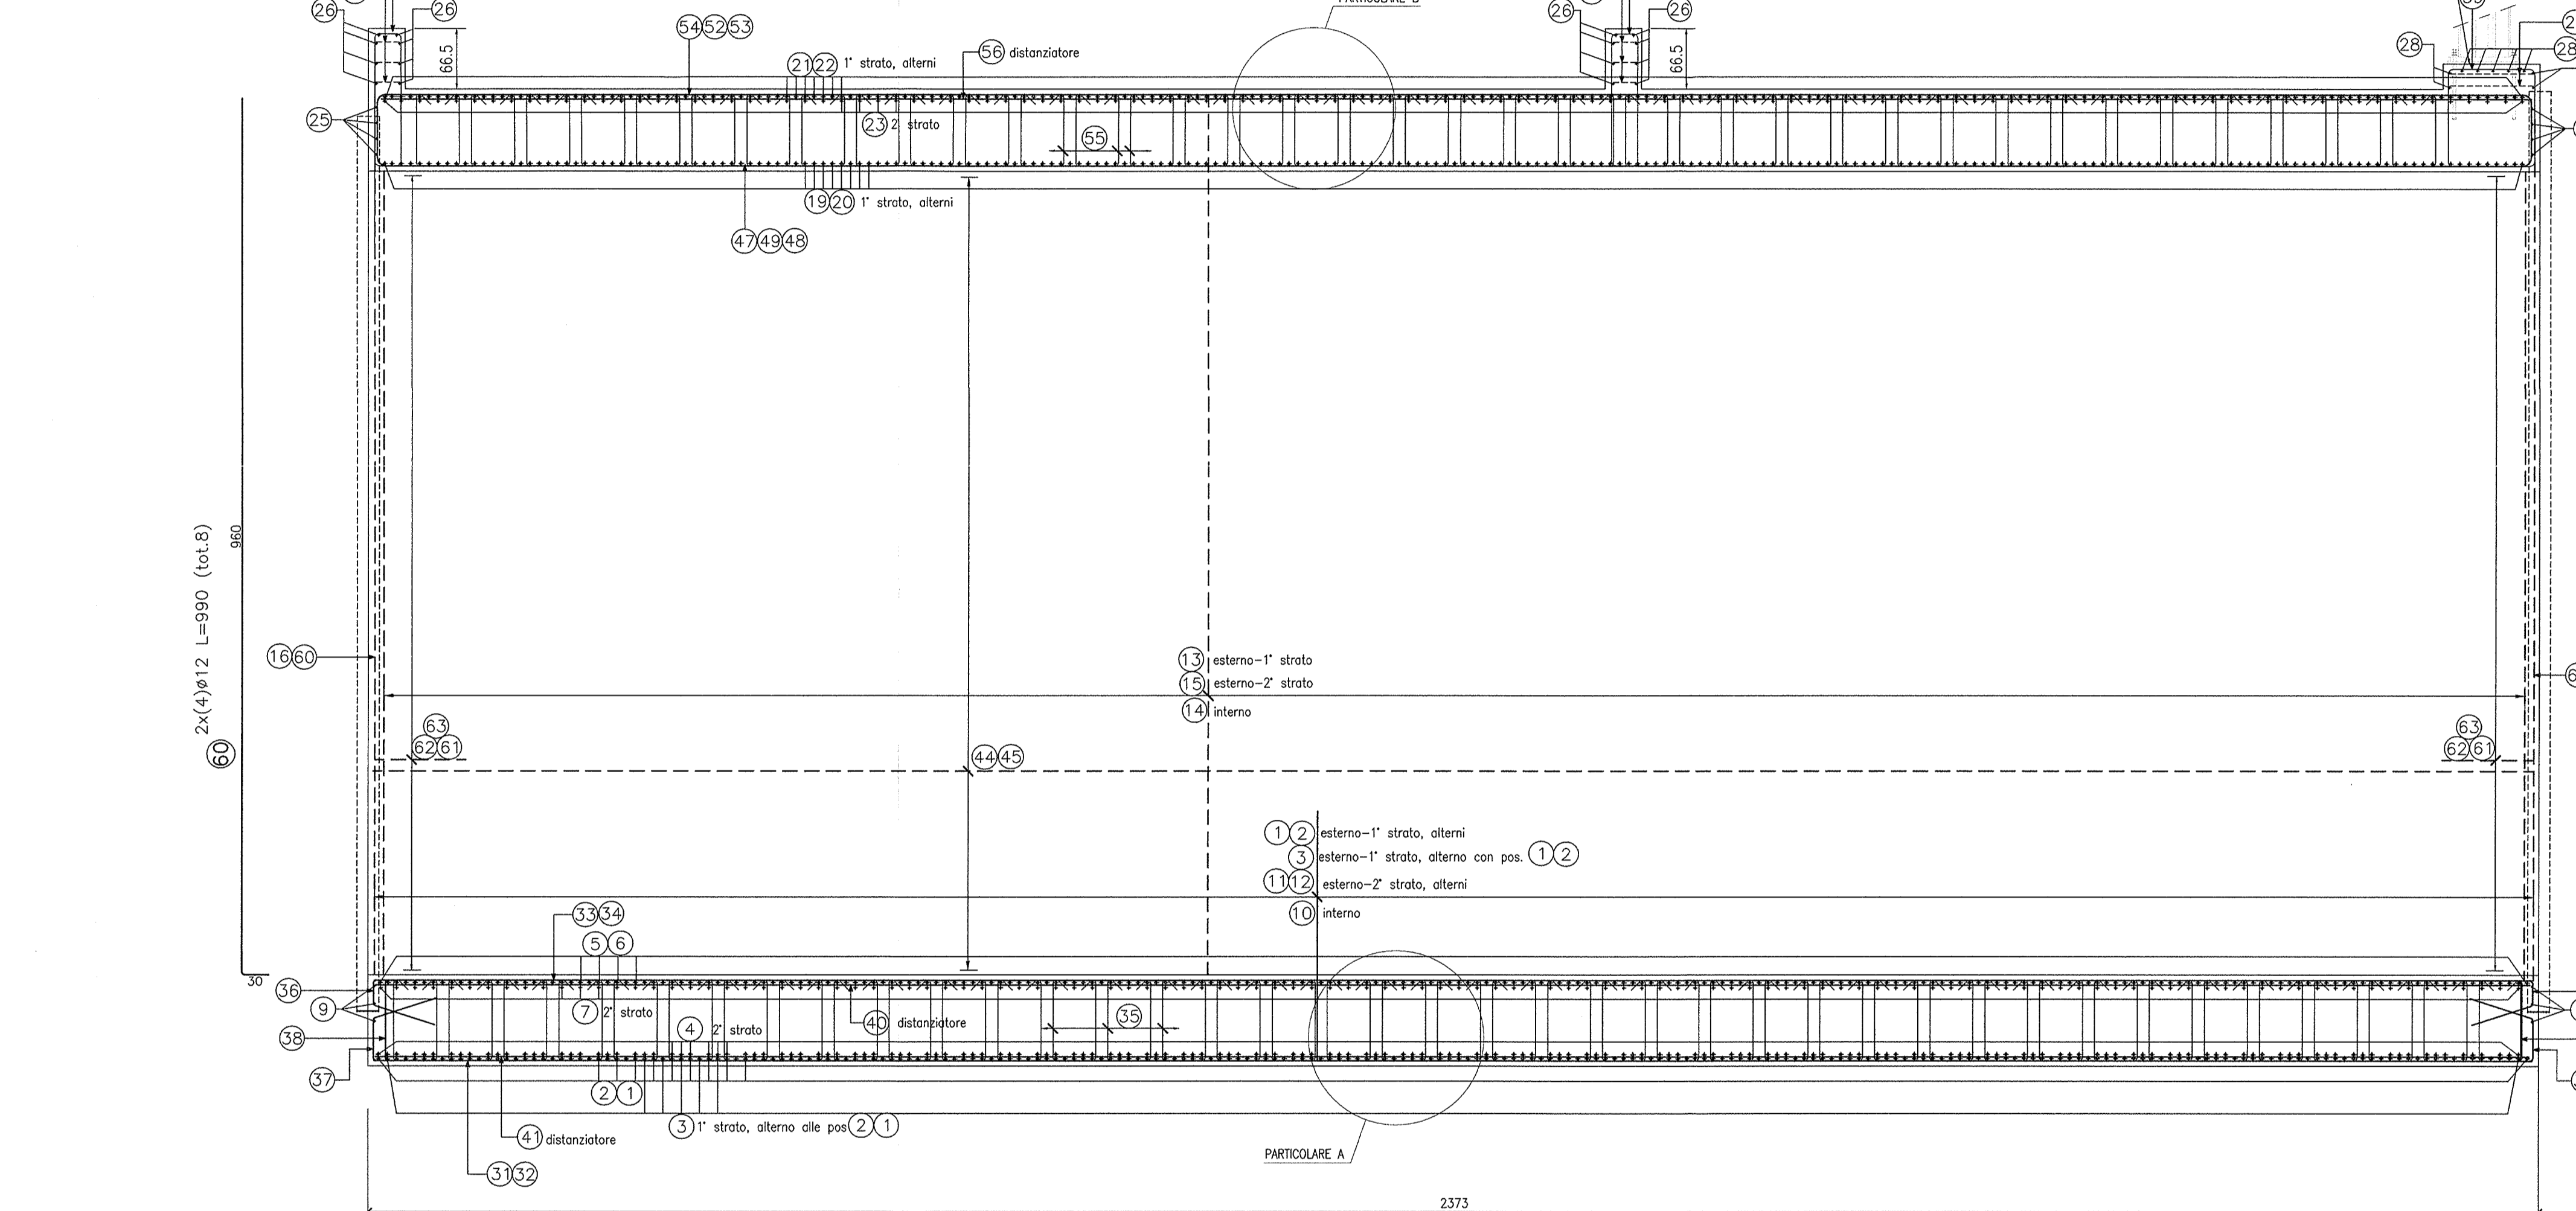 26 26 26 26
PARTICOLARE B
54 52 53
56 distanziatore
66.5
66.5
28
28
21 22 1° strato, alterni
25
23 2° strato
55
19 20 1° strato, alterni
47 49 48
960
2x(4)ø12 L=990 (tot.8)
60
30
16 60
13 esterno-1° strato
15 esterno-2° strato
14 interno
63
62 61
63
62 61
44 45
1 2 esterno-1° strato, alterni
3 esterno-1° strato, alterno con pos. 1 2
11 12 esterno-2° strato, alterni
10 interno
33 34
5 6
36
9
7 2° strato
4 2° strato
40 distanziatore
35
38
37
2 1
3 1° strato, alterno alle pos 2 1
41 distanziatore
31 32
PARTICOLARE A
2373